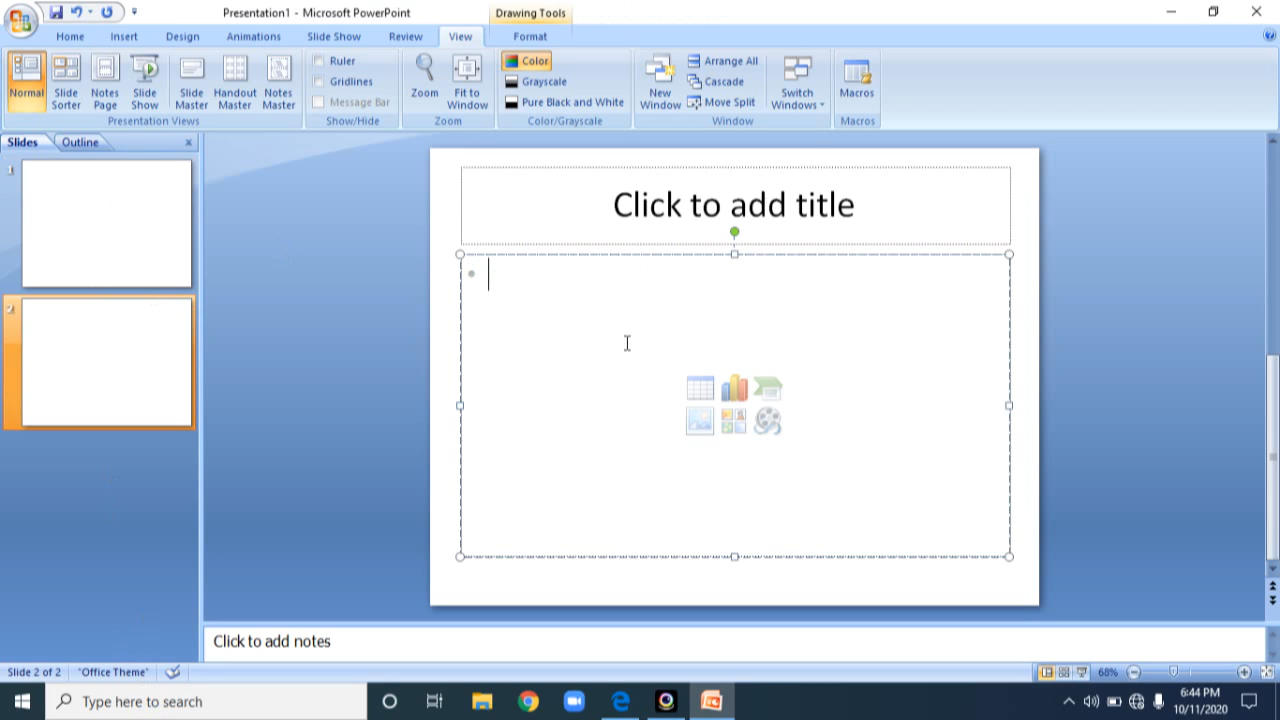 Presentation1 - Microsoft PowerPoint
Drawing Tools
Home
Insert
Design
Animations
Slide Show
Review
View
Format
Normal
Slide Sorter
Notes Page
Slide Show
Slide Master
Handout Master
Notes Master
Presentation Views
Ruler
Gridlines
Message Bar
Show/Hide
Zoom
Fit to Window
Zoom
Color
Grayscale
Pure Black and White
Color/Grayscale
New Window
Arrange All
Cascade
Move Split
Switch Windows
Window
Macros
Macros
Slides
Outline
1
2
Click to add title
Click to add notes
Slide 2 of 2
"Office Theme"
68%
Type here to search
6:44 PM
10/11/2020